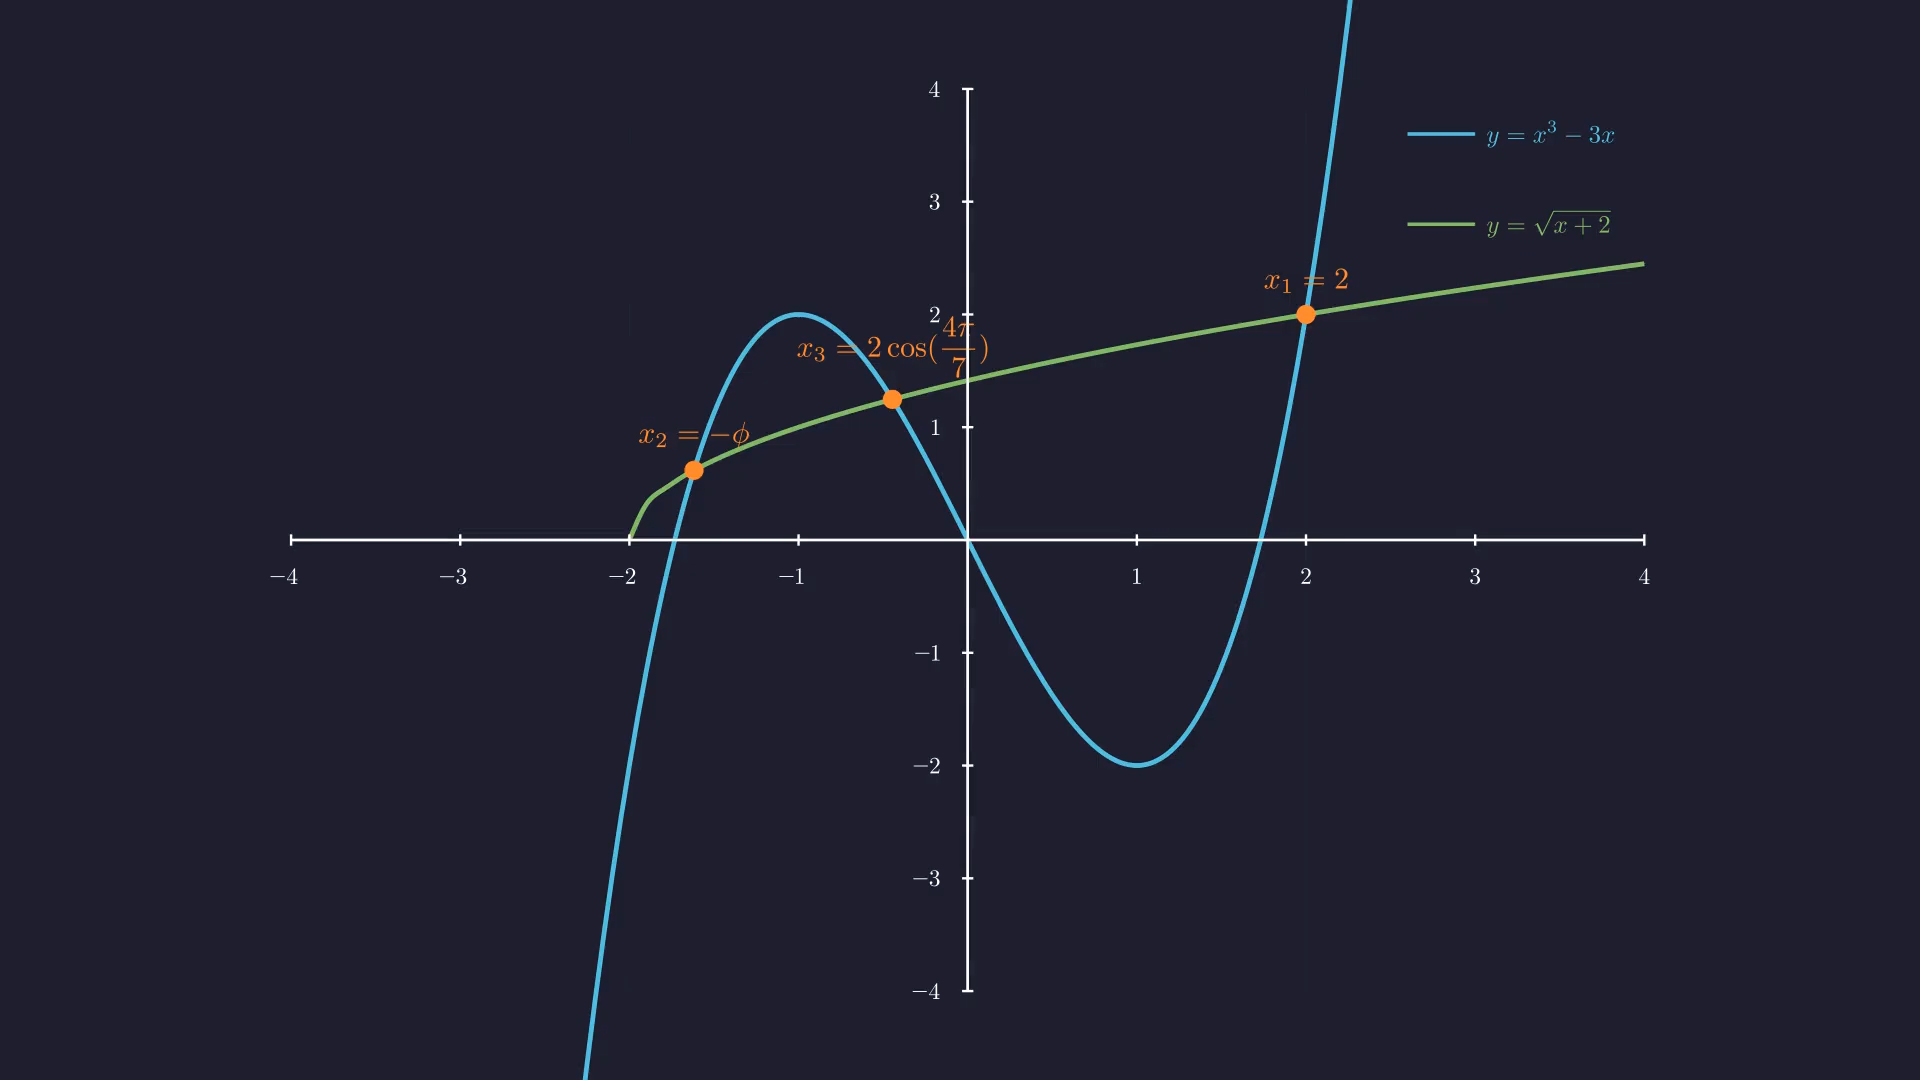 4
y = x³ − 3x
3
y = √(x + 2)
x₁ = 2
2
x₃ = 2 cos(4π/7)
1
x₂ = −ϕ
−4 −3 −2 −1 1 2 3 4
−1
−2
−3
−4